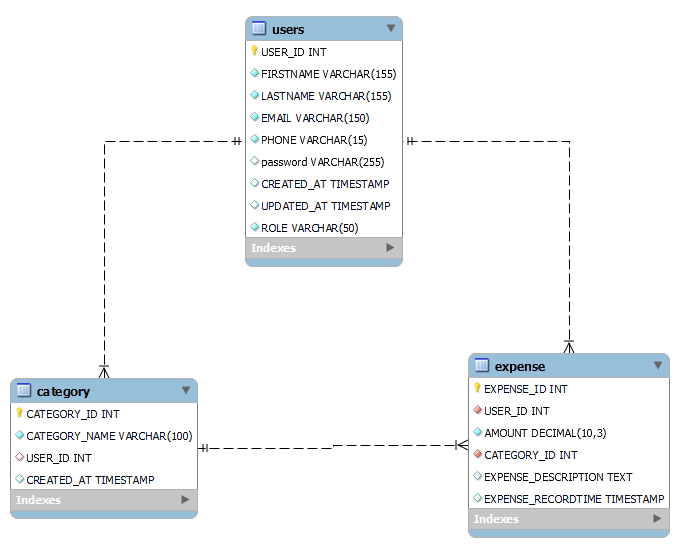 users
USER_ID INT
FIRSTNAME VARCHAR(155)
LASTNAME VARCHAR(155)
EMAIL VARCHAR(150)
PHONE VARCHAR(15)
password VARCHAR(255)
CREATED_AT TIMESTAMP
UPDATED_AT TIMESTAMP
ROLE VARCHAR(50)
Indexes
category
CATEGORY_ID INT
CATEGORY_NAME VARCHAR(100)
USER_ID INT
CREATED_AT TIMESTAMP
Indexes
expense
EXPENSE_ID INT
USER_ID INT
AMOUNT DECIMAL(10,3)
CATEGORY_ID INT
EXPENSE_DESCRIPTION TEXT
EXPENSE_RECORDTIME TIMESTAMP
Indexes